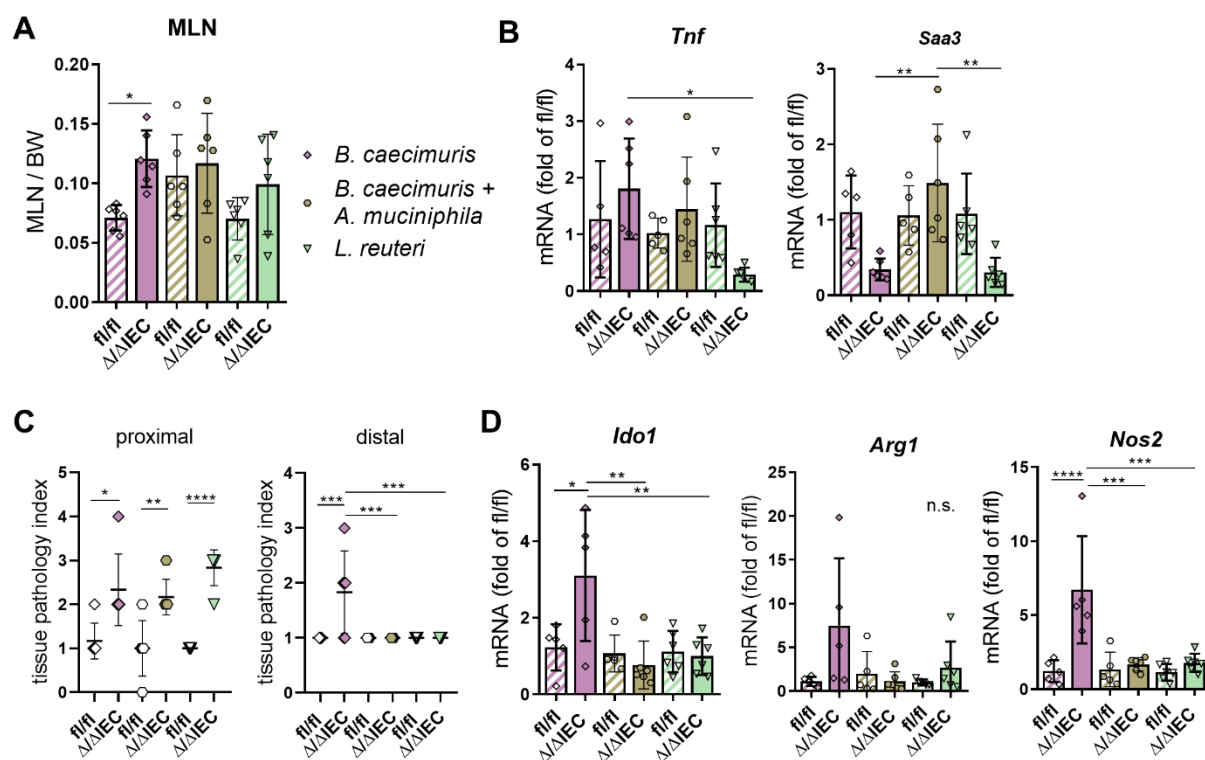 A
MLN
MLN / BW
0.20
0.15
0.10
0.05
0.00
*
fl/fl
Δ/ΔIEC
fl/fl
Δ/ΔIEC
fl/fl
Δ/ΔIEC
B. caecimuris
B. caecimuris +
A. muciniphila
L. reuteri
B
Tnf
mRNA (fold of fl/fl)
4
3
2
1
0
*
fl/fl
Δ/ΔIEC
fl/fl
Δ/ΔIEC
fl/fl
Δ/ΔIEC
Saa3
mRNA (fold of fl/fl)
3
2
1
0
**
**
fl/fl
Δ/ΔIEC
fl/fl
Δ/ΔIEC
fl/fl
Δ/ΔIEC
C
proximal
tissue pathology index
5
4
3
2
1
0
*
**
****
fl/fl
Δ/ΔIEC
fl/fl
Δ/ΔIEC
fl/fl
Δ/ΔIEC
distal
tissue pathology index
4
3
2
1
0
***
***
***
fl/fl
Δ/ΔIEC
fl/fl
Δ/ΔIEC
fl/fl
Δ/ΔIEC
D
Ido1
mRNA (fold of fl/fl)
6
4
2
0
*
**
**
fl/fl
Δ/ΔIEC
fl/fl
Δ/ΔIEC
fl/fl
Δ/ΔIEC
Arg1
mRNA (fold of fl/fl)
25
20
15
10
5
0
n.s.
fl/fl
Δ/ΔIEC
fl/fl
Δ/ΔIEC
fl/fl
Δ/ΔIEC
Nos2
mRNA (fold of fl/fl)
15
10
5
0
****
***
***
fl/fl
Δ/ΔIEC
fl/fl
Δ/ΔIEC
fl/fl
Δ/ΔIEC